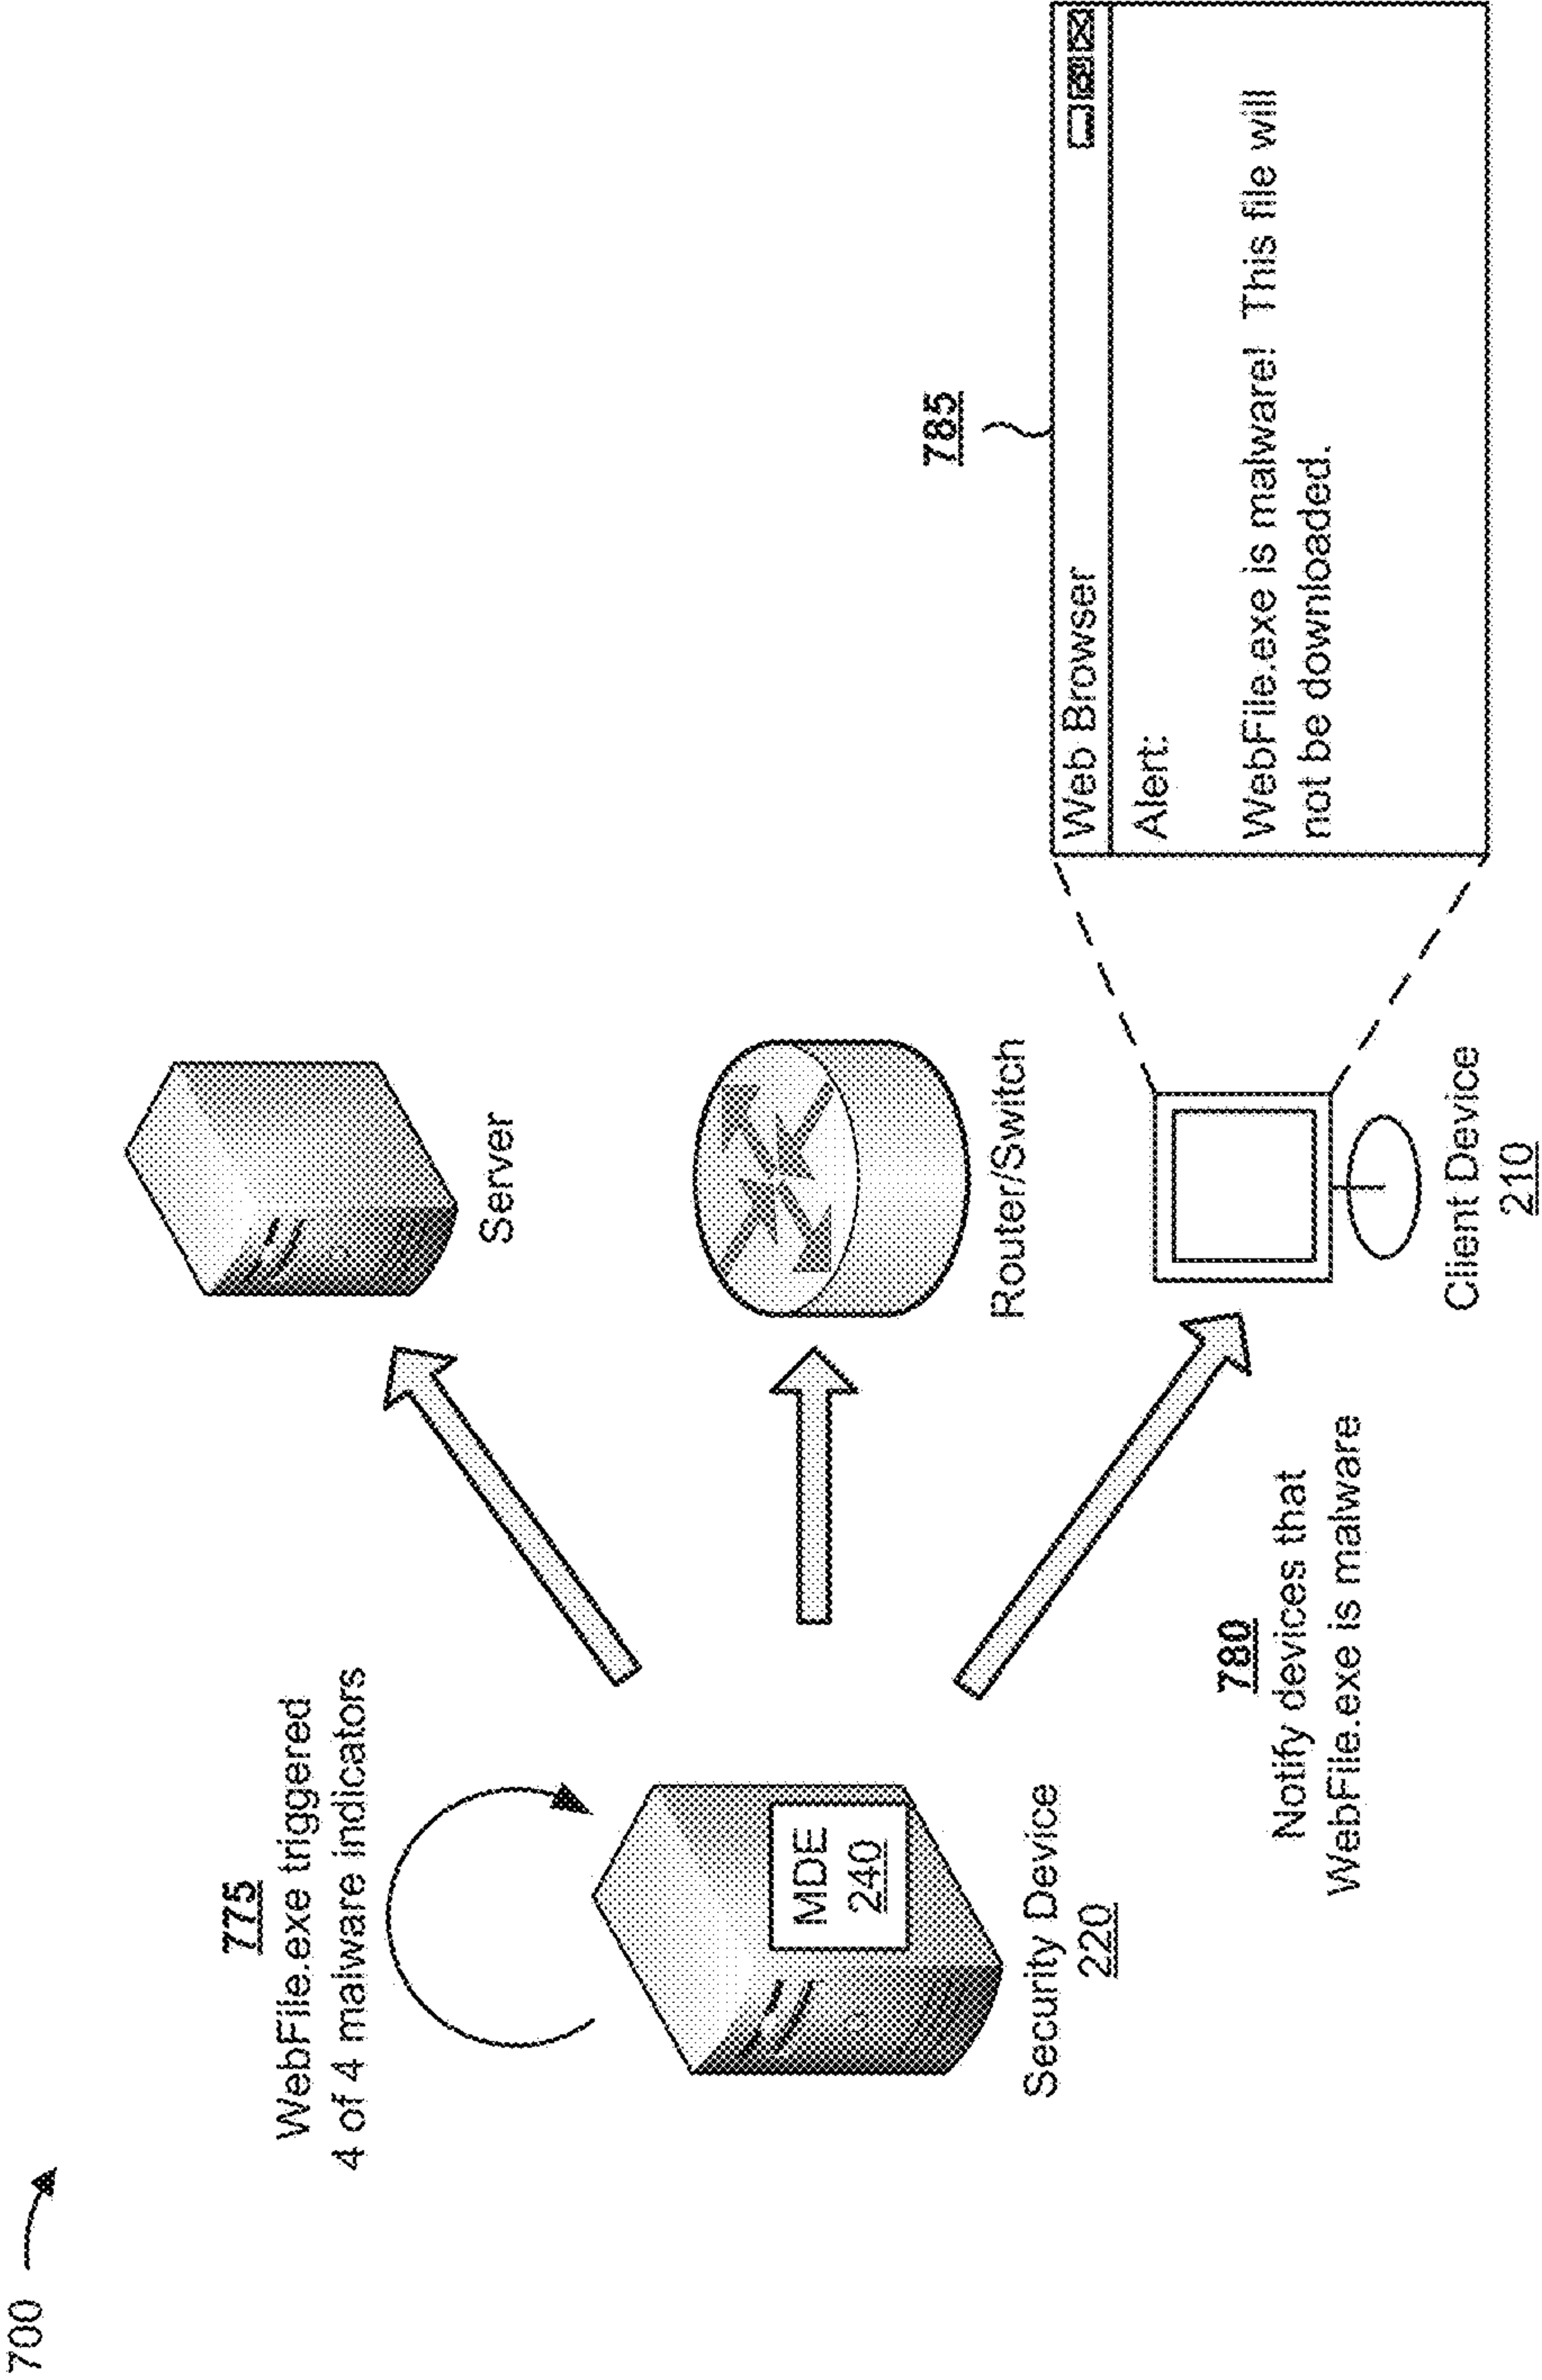 700
775
WebFile.exe triggered
4 of 4 malware indicators
MDE
240
Security Device
220
Server
Router/Switch
780
Notify devices that
WebFile.exe is malware
Client Device
210
785
Web Browser
Alert:
WebFile.exe is malware!  This file will
not be downloaded.